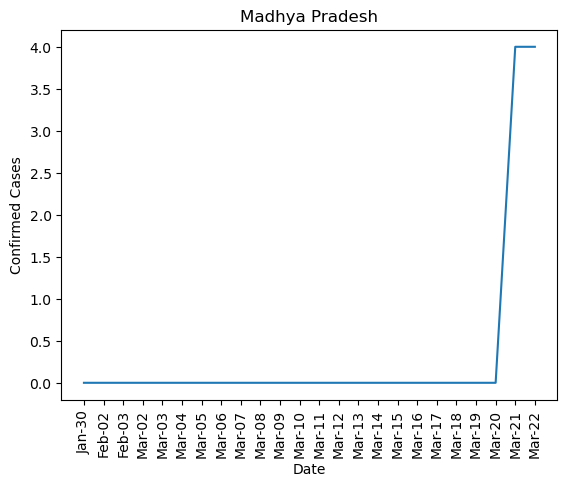 Madhya Pradesh
Confirmed Cases
4.0
3.5
3.0
2.5
2.0
1.5
1.0
0.5
0.0
Jan-30
Feb-02
Feb-03
Mar-02
Mar-03
Mar-04
Mar-05
Mar-06
Mar-07
Mar-08
Mar-09
Mar-10
Mar-11
Mar-12
Mar-13
Mar-14
Mar-15
Mar-16
Mar-17
Mar-18
Mar-19
Mar-20
Mar-21
Mar-22
Date